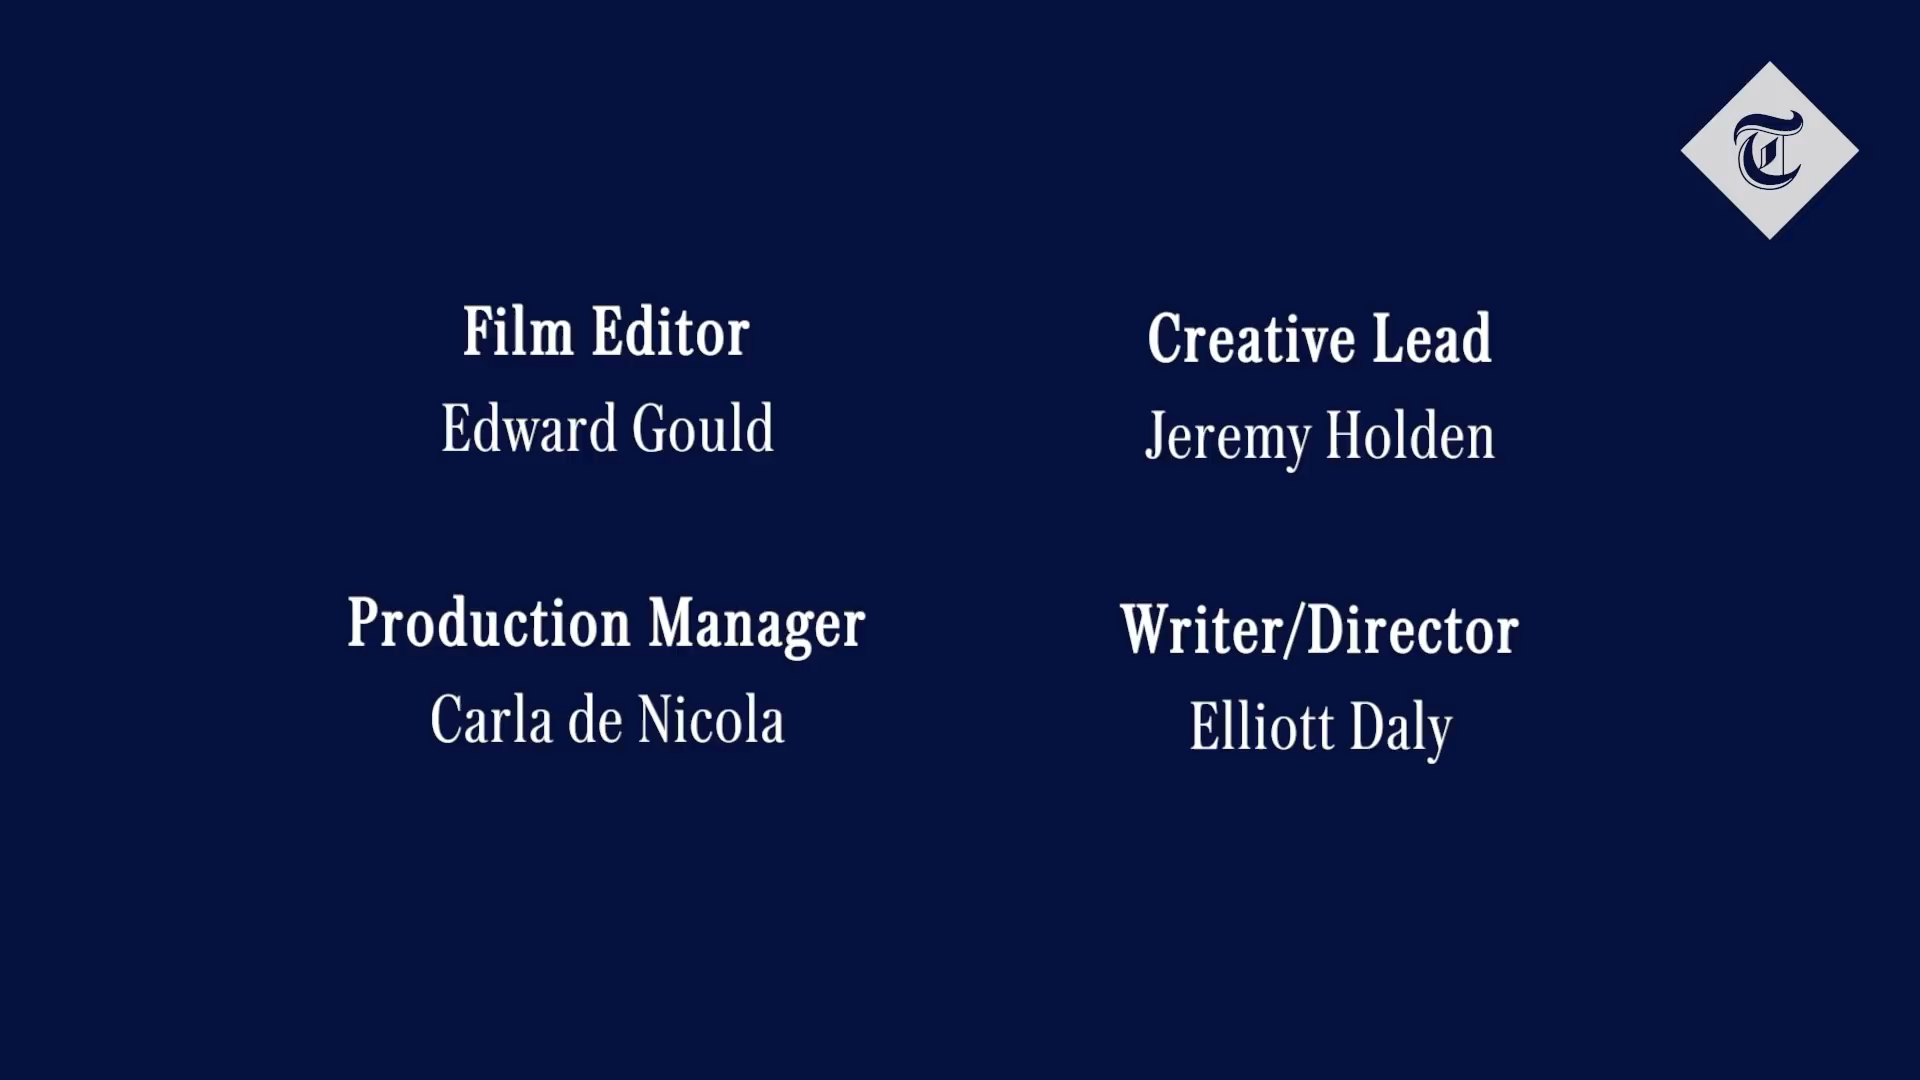 T
Film Editor
Edward Gould
Creative Lead
Jeremy Holden
Production Manager
Carla de Nicola
Writer/Director
Elliott Daly